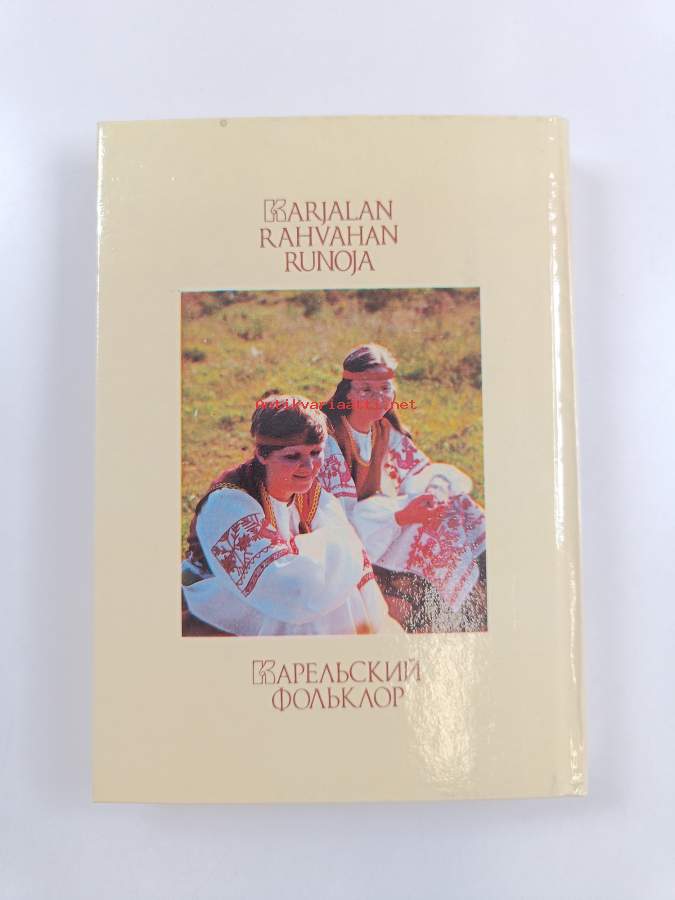 KARJALAN
RAHVAHAN
RUNOJA
Antikvariaatti.net
КАРЕЛЬСКИЙ
ФОЛЬКЛОР